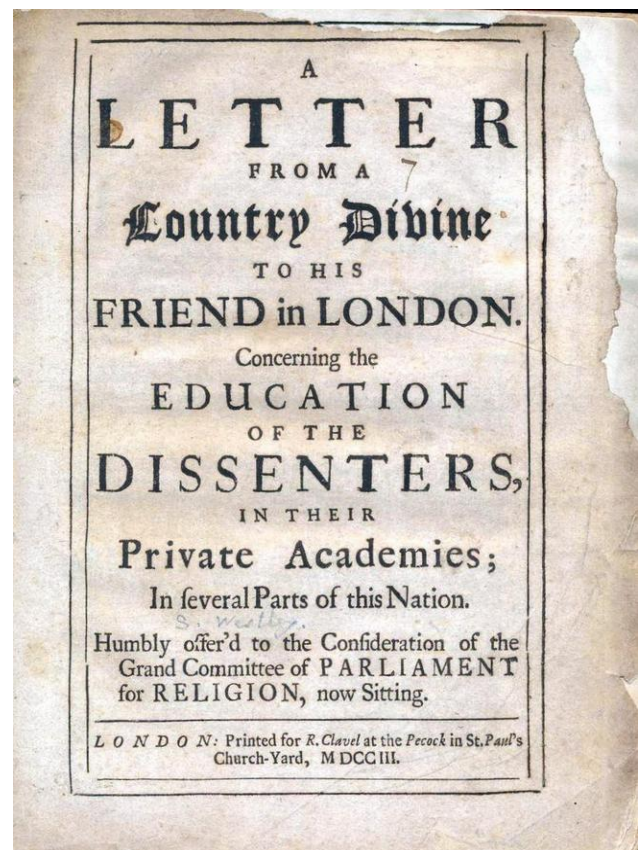 A
LETTER
FROM A
7
Country Divine
TO HIS
FRIEND in LONDON.
Concerning the
EDUCATION
OF THE
DISSENTERS,
IN THEIR
Private Academies;
In ſeveral Parts of this Nation.
S. Westley.
Humbly offer'd to the Conſideration of the
Grand Committee of PARLIAMENT
for RELIGION, now Sitting.
LONDON: Printed for R. Clavel at the Pecock in St. Paul's
Church-Yard, MDCCIII.